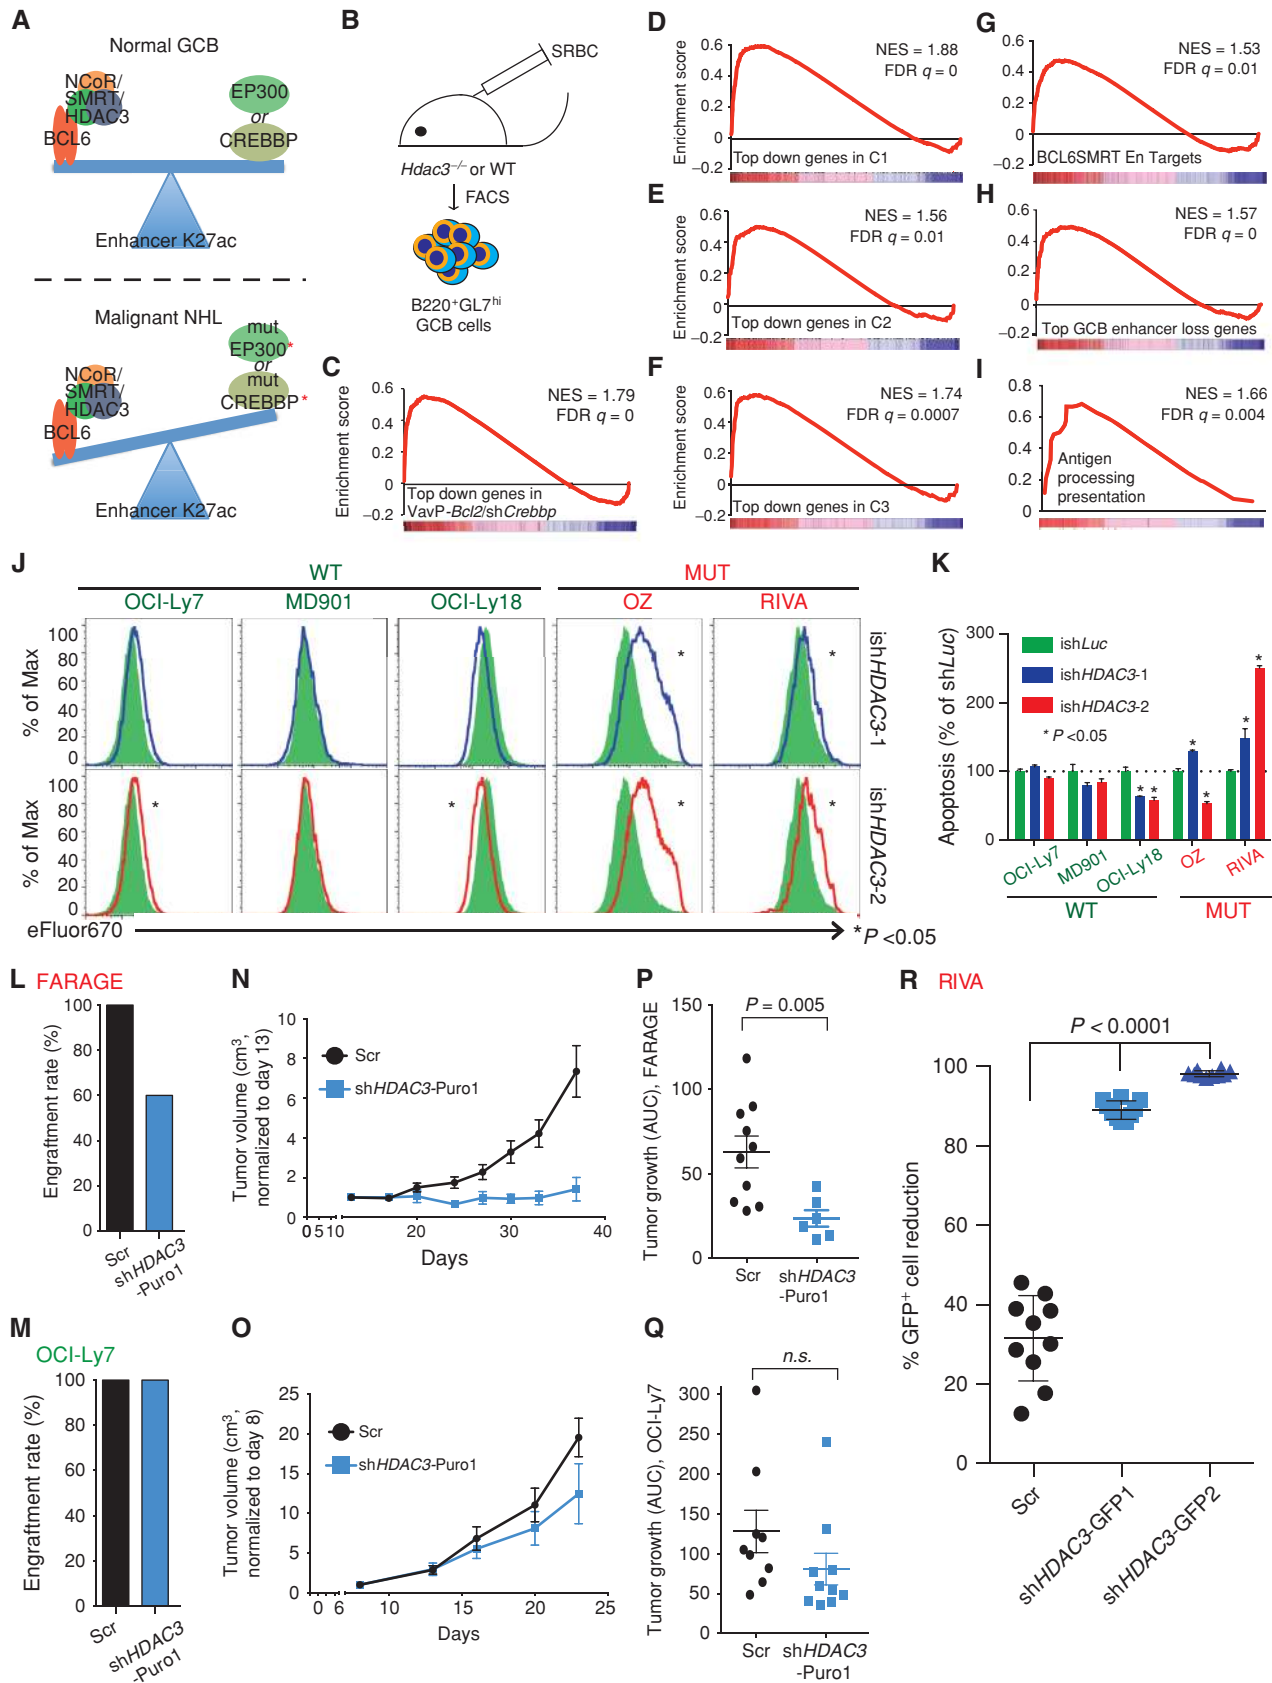 A
Normal GCB
NCoR/
SMRT/
HDAC3
BCL6
EP300
or
CREBBP
Enhancer K27ac
Malignant NHL
NCoR/
SMRT/
HDAC3
BCL6
mut
EP300*
or
mut
CREBBP*
Enhancer K27ac
B
SRBC
Hdac3–/– or WT
FACS
B220+GL7hi
GCB cells
C
Enrichment score
0.6
0.4
0.2
0
–0.2
NES = 1.79
FDR q = 0
Top down genes in
VavP-Bcl2/shCrebbp
D
Enrichment score
0.6
0.4
0.2
0
–0.2
NES = 1.88
FDR q = 0
Top down genes in C1
E
Enrichment score
0.6
0.4
0.2
0
–0.2
NES = 1.56
FDR q = 0.01
Top down genes in C2
F
Enrichment score
0.6
0.4
0.2
0
–0.2
NES = 1.74
FDR q = 0.0007
Top down genes in C3
G
0.6
0.4
0.2
0
–0.2
NES = 1.53
FDR q = 0.01
BCL6SMRT En Targets
H
0.6
0.4
0.2
0
–0.2
NES = 1.57
FDR q = 0
Top GCB enhancer loss genes
I
0.8
0.6
0.4
0.2
0
NES = 1.66
FDR q = 0.004
Antigen
processing
presentation
J
WT
MUT
OCI-Ly7
MD901
OCI-Ly18
OZ
RIVA
% of Max
100
80
60
40
20
0
*
*
ishHDAC3-1
% of Max
100
80
60
40
20
0
*
*
*
*
ishHDAC3-2
eFluor670
*P <0.05
K
Apoptosis (% of shLuc)
300
200
100
0
ishLuc
ishHDAC3-1
ishHDAC3-2
* P <0.05
*
*
*
*
*
*
OCI-Ly7
MD901
OCI-Ly18
OZ
RIVA
WT
MUT
L
FARAGE
Engraftment rate (%)
100
80
60
40
20
0
Scr
shHDAC3
-Puro1
M
OCI-Ly7
Engraftment rate (%)
100
80
60
40
20
0
Scr
shHDAC3
-Puro1
N
Tumor volume (cm3,
normalized to day 13)
10
8
6
4
2
0
Scr
shHDAC3-Puro1
0 5 10 20 30 40
Days
O
Tumor volume (cm3,
normalized to day 8)
25
20
15
10
5
0
Scr
shHDAC3-Puro1
0 6 10 15 20 25
Days
P
Tumor growth (AUC), FARAGE
150
100
50
0
P = 0.005
Scr
shHDAC3
-Puro1
Q
Tumor growth (AUC), OCI-Ly7
300
250
200
150
100
50
0
n.s.
Scr
shHDAC3
-Puro1
R
RIVA
P < 0.0001
% GFP+ cell reduction
100
80
60
40
20
0
Scr
shHDAC3-GFP1
shHDAC3-GFP2